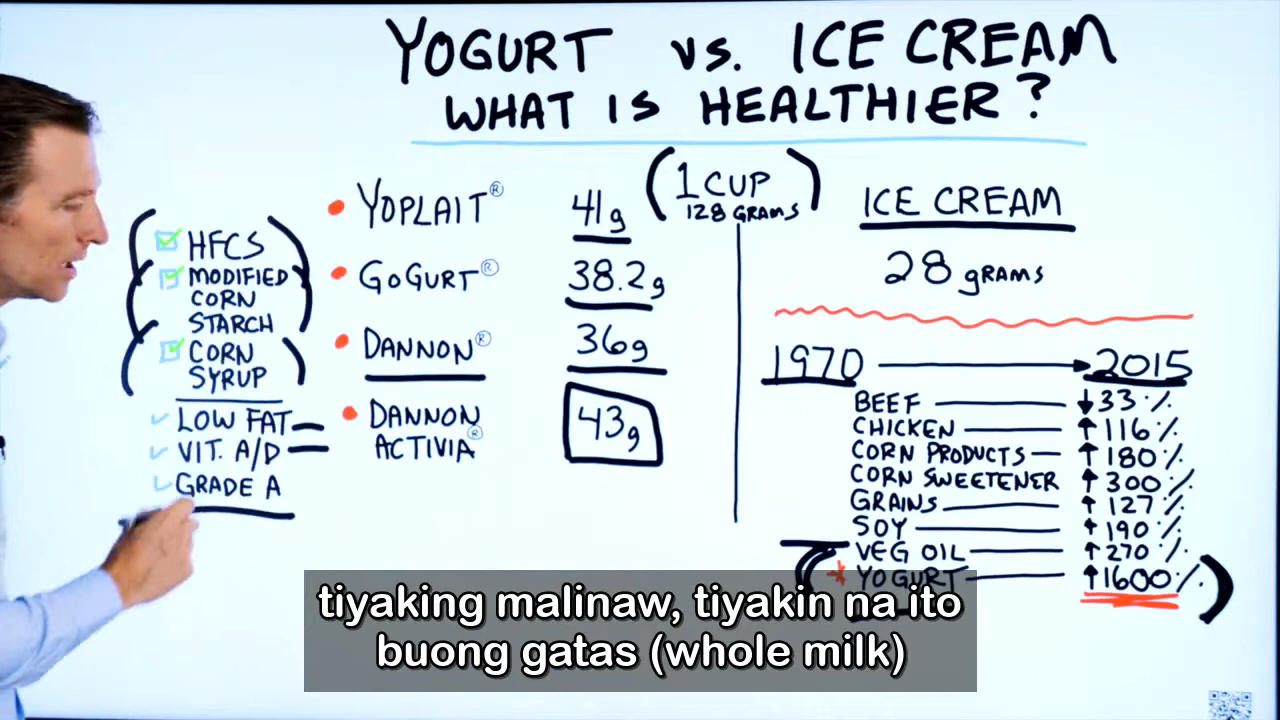 YOGURT vs. ICE CREAM
WHAT IS HEALTHIER?
HFCS
MODIFIED
CORN
STARCH
CORN
SYRUP
LOW FAT
VIT. A/D
GRADE A
YOPLAIT® 41g
GOGURT® 38.2g
DANNON® 36g
DANNON
ACTIVIA® 43g
(1 CUP
128 GRAMS)
ICE CREAM
28 GRAMS
1970 → 2015
BEEF — ↓ 33%
CHICKEN — ↑ 116%
CORN PRODUCTS — ↑ 180%
CORN SWEETENER ↑ 300%
GRAINS — ↑ 127%
SOY — ↑ 190%
VEG OIL — ↑ 270%
* YOGURT — ↑ 1600%
tiyaking malinaw, tiyakin na ito
buong gatas (whole milk)